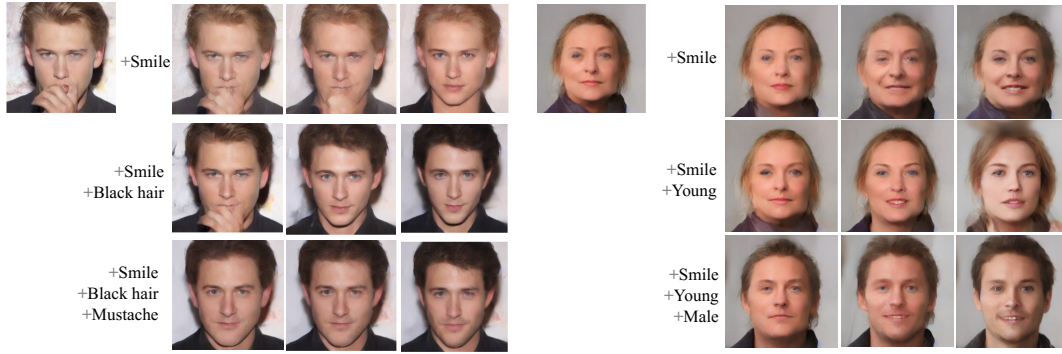 +Smile
+Smile
+Black hair
+Smile
+Black hair
+Mustache
+Smile
+Smile
+Young
+Smile
+Young
+Male